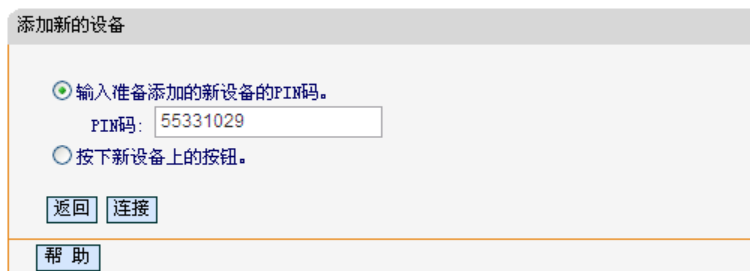 添加新的设备
输入准备添加的新设备的PIN码。
PIN码: 55331029
按下新设备上的按钮。
返回 连接
帮 助